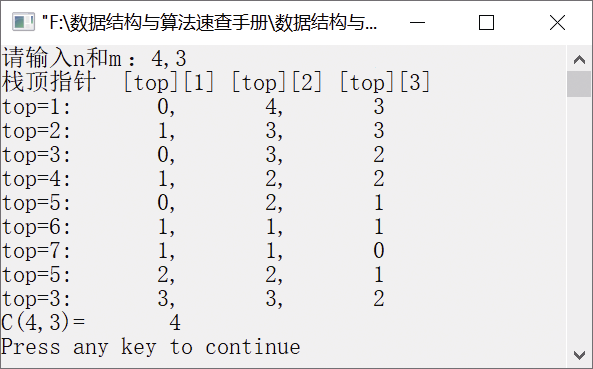 "F:\数据结构与算法速查手册\数据结构与...
请输入n和m：4,3
栈顶指针  [top][1] [top][2] [top][3]
top=1:       0,       4,       3
top=2:       1,       3,       3
top=3:       0,       3,       2
top=4:       1,       2,       2
top=5:       0,       2,       1
top=6:       1,       1,       1
top=7:       1,       1,       0
top=5:       2,       2,       1
top=3:       3,       3,       2
C(4,3)=       4
Press any key to continue